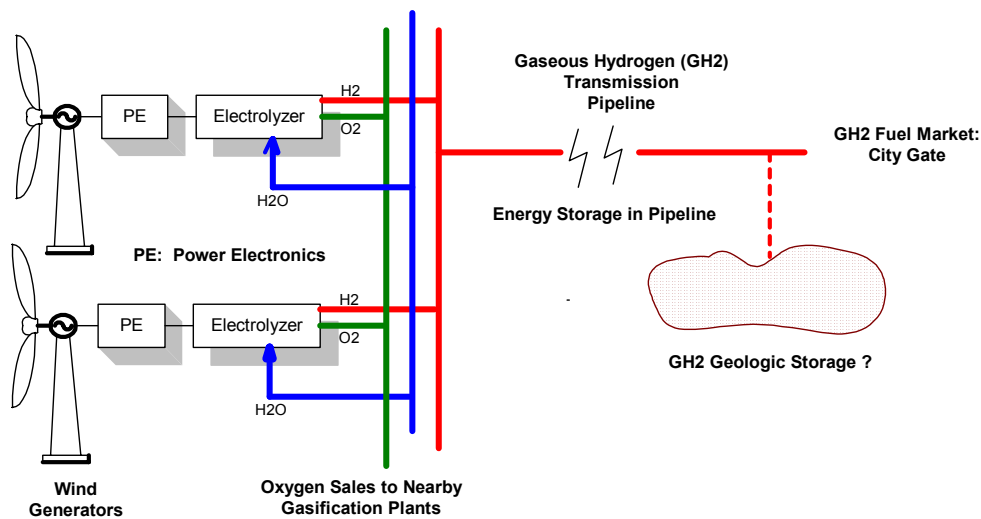 Gaseous Hydrogen (GH2)
Transmission
Pipeline
PE
Electrolyzer
H2
O2
H2O
GH2 Fuel Market:
City Gate
Energy Storage in Pipeline
PE: Power Electronics
PE
Electrolyzer
H2
O2
H2O
GH2 Geologic Storage ?
Wind
Generators
Oxygen Sales to Nearby
Gasification Plants